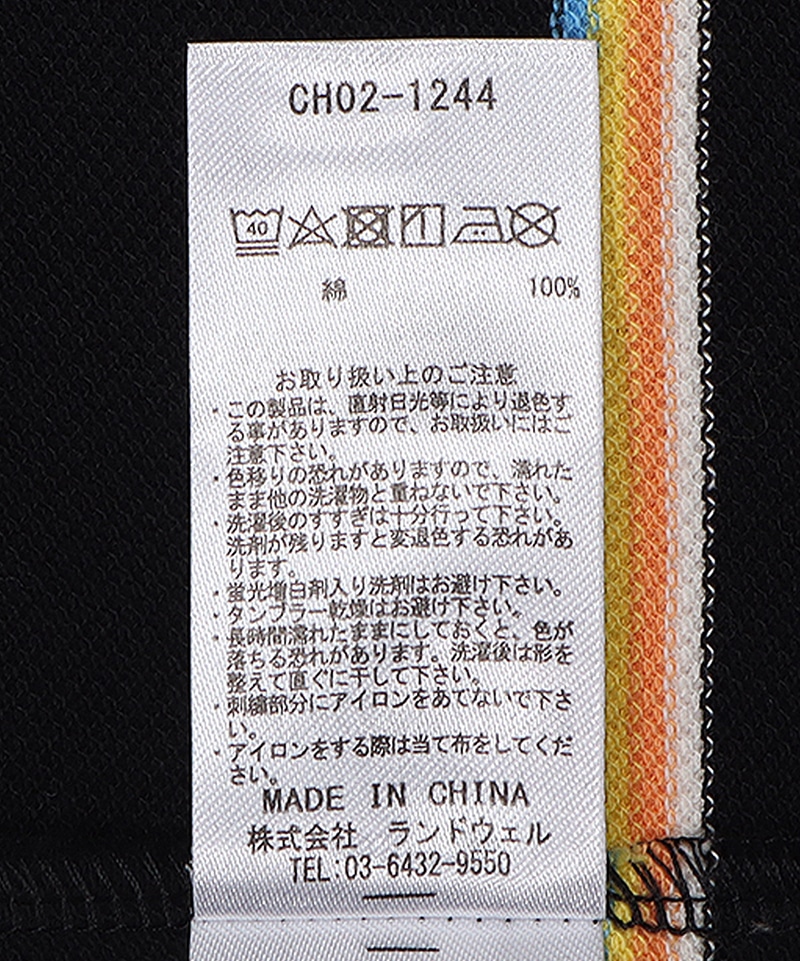 CH02-1244
40
綿 100%
お取り扱い上のご注意
・この製品は、直射日光等により退色す
る事がありますので、お取扱いにはご
注意下さい。
・色移りの恐れがありますので、濡れた
まま他の洗濯物と重ねないで下さい。
・洗濯後のすすぎは十分行って下さい。
洗剤が残りますと変退色する恐れがあ
ります。
・蛍光増白剤入り洗剤はお避け下さい。
・タンブラー乾燥はお避け下さい。
・長時間濡れたままにしておくと、色が
落ちる恐れがあります。洗濯後は形を
整えて直ぐに干して下さい。
・刺繍部分にアイロンをあてないで下さ
い。
・アイロンをする際は当て布をしてくだ
さい。
MADE IN CHINA
株式会社 ランドウェル
TEL:03-6432-9550